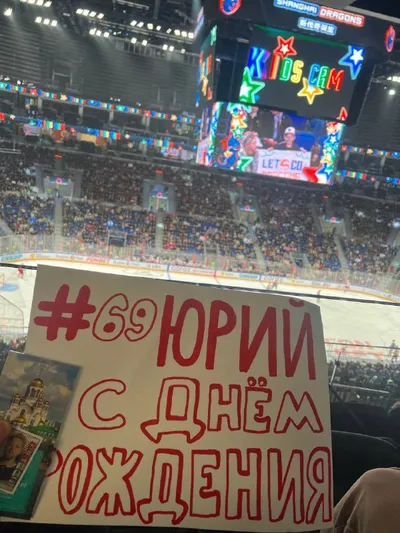 SHANGHAI DRAGONS
KIDS CAM
LET'S GO
#69 ЮРИЙ
С ДНЁМ
РОЖДЕНИЯ